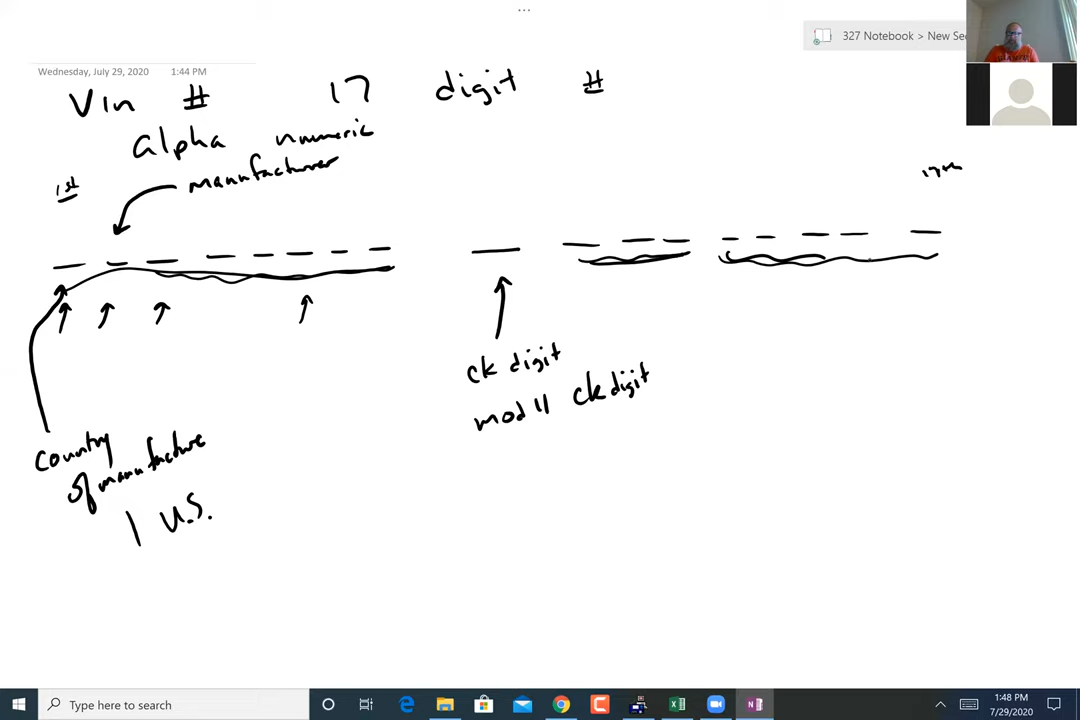 ...
327 Notebook > New Sec
Wednesday, July 29, 2020 1:44 PM
Vin # 17 digit #
alpha numeric
manufacturer
1st
17th
ck digit
mod 11 ck digit
Country
of manufacture
1 U.S.
Type here to search
1:48 PM
7/29/2020